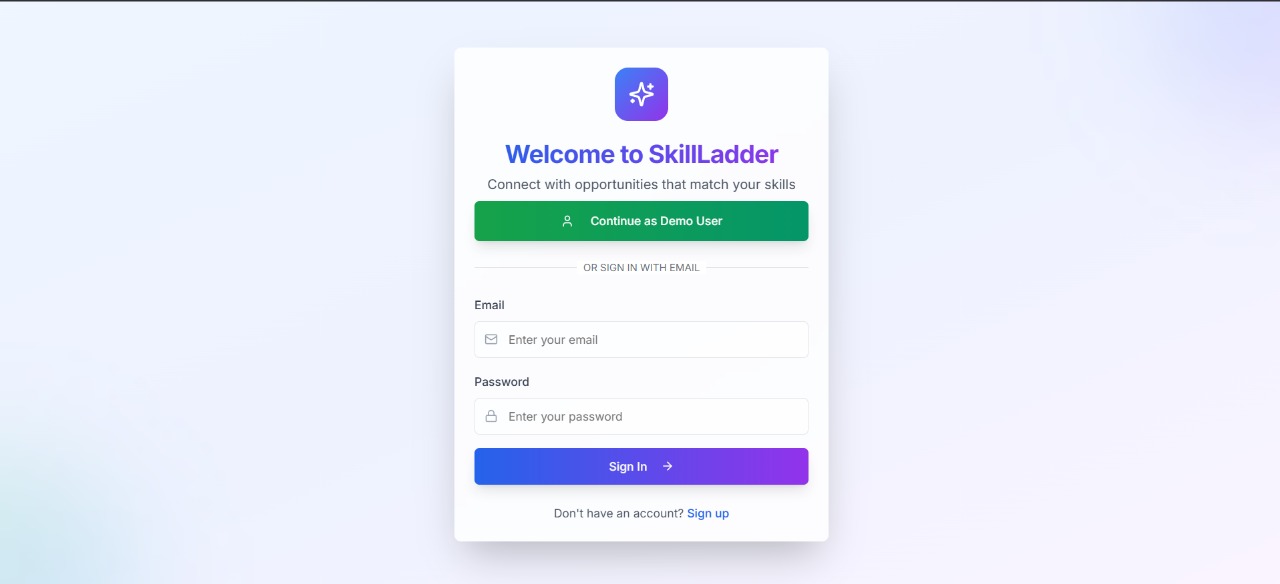 Welcome to SkillLadder
Connect with opportunities that match your skills
Continue as Demo User
OR SIGN IN WITH EMAIL
Email
Enter your email
Password
Enter your password
Sign In
Don't have an account? Sign up